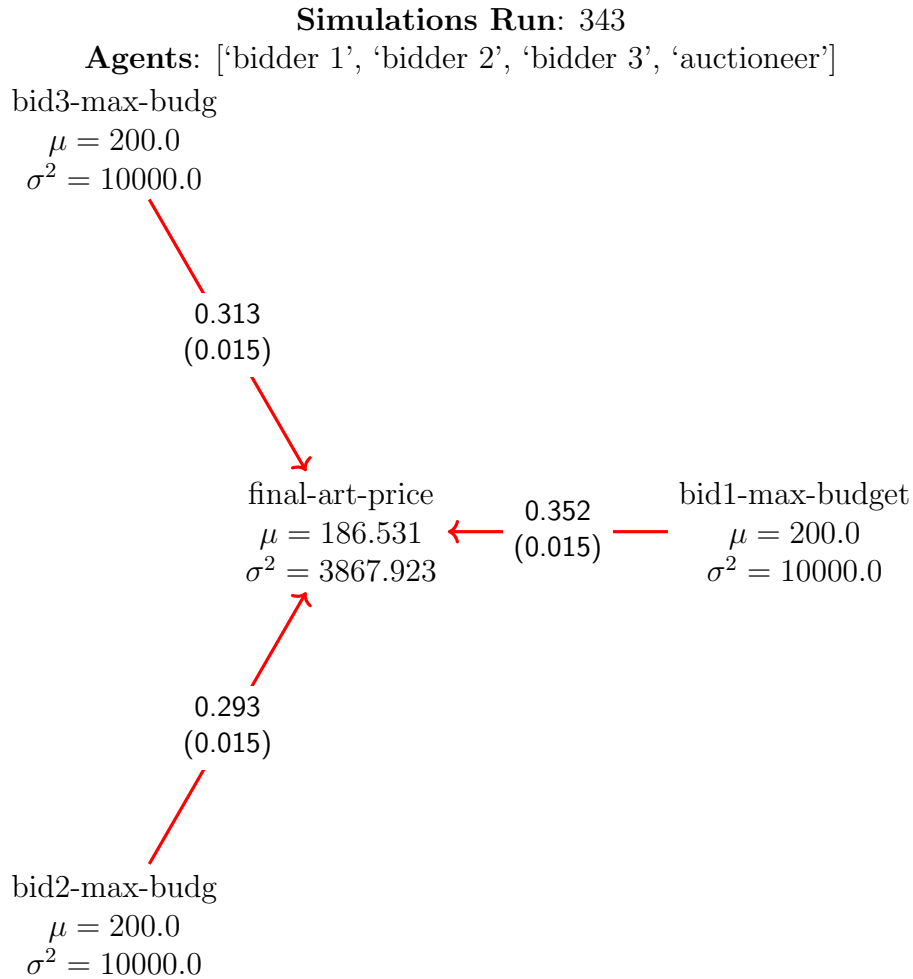 Simulations Run: 343
Agents: [‘bidder 1’, ‘bidder 2’, ‘bidder 3’, ‘auctioneer’]
bid3-max-budg
μ = 200.0
σ² = 10000.0
0.313
(0.015)
final-art-price
μ = 186.531
σ² = 3867.923
0.352
(0.015)
bid1-max-budget
μ = 200.0
σ² = 10000.0
0.293
(0.015)
bid2-max-budg
μ = 200.0
σ² = 10000.0